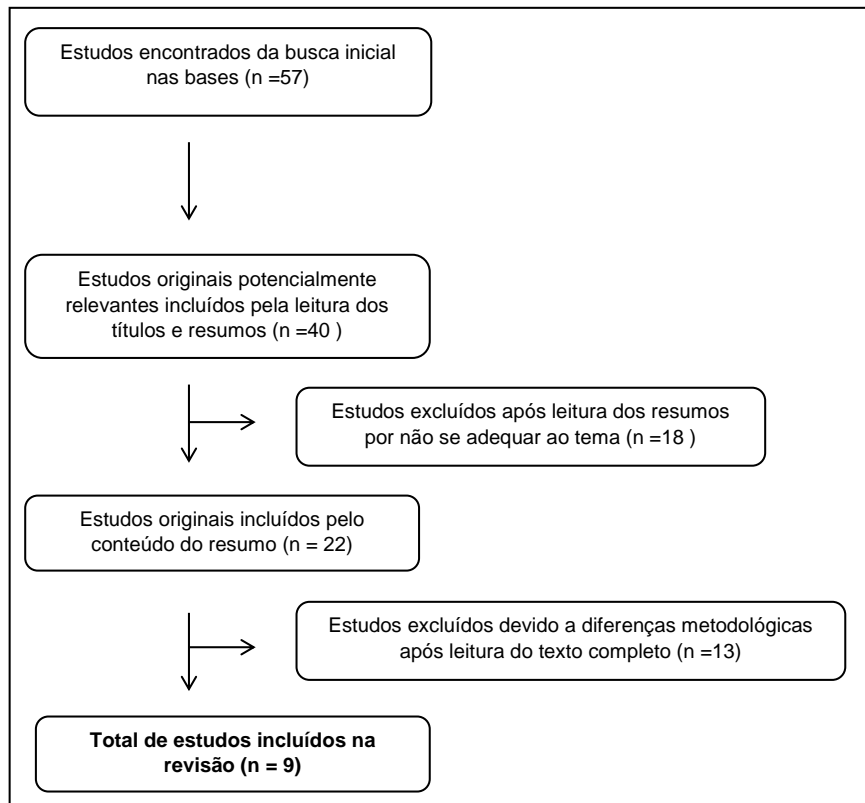 Estudos encontrados da busca inicial
nas bases (n =57)
Estudos originais potencialmente
relevantes incluídos pela leitura dos
títulos e resumos (n =40 )
Estudos excluídos após leitura dos resumos
por não se adequar ao tema (n =18 )
Estudos originais incluídos pelo
conteúdo do resumo (n = 22)
Estudos excluídos devido a diferenças metodológicas
após leitura do texto completo (n =13)
Total de estudos incluídos na
revisão (n = 9)